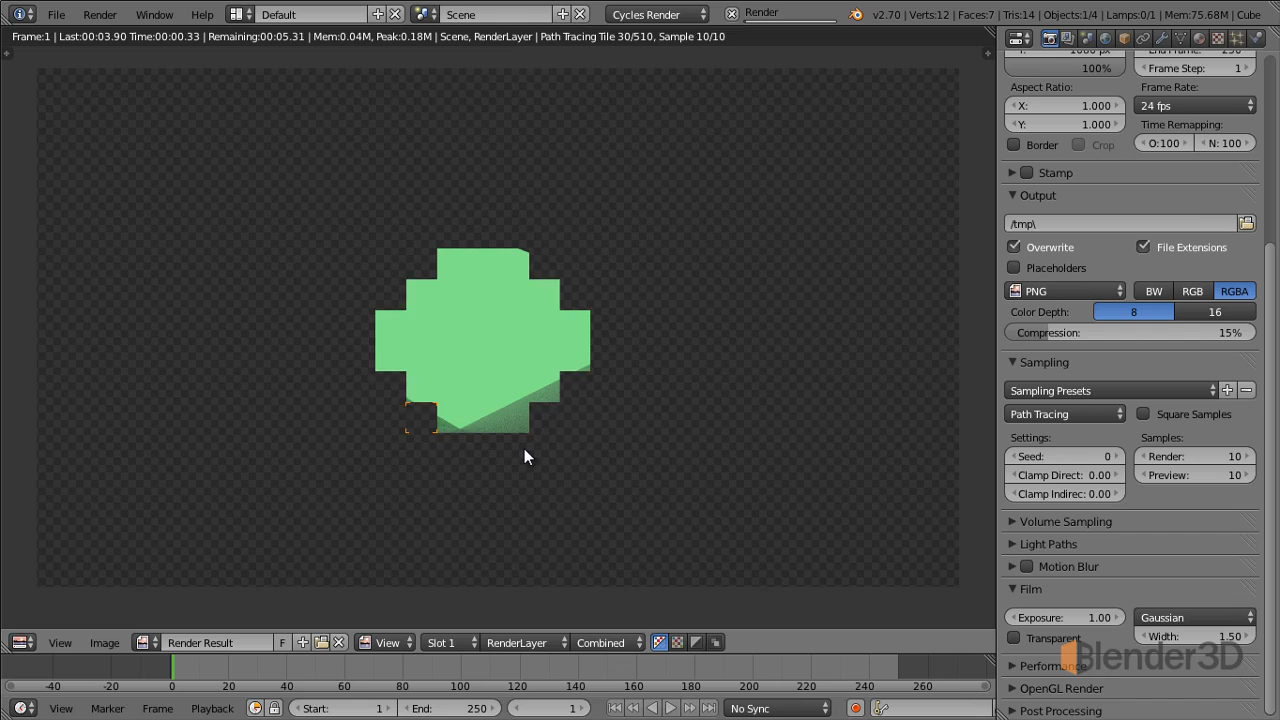 File Render Window Help Default Scene Cycles Render Render v2.70 | Verts:12 | Faces:7 | Tris:14 | Objects:1/4 | Lamps:0/1 | Mem:75.68M | Cube
Frame:1 | Last:00:03.90 Time:00:00.33 | Remaining:00:05.31 | Mem:0.04M, Peak:0.18M | Scene, RenderLayer | Path Tracing Tile 30/510, Sample 10/10
100%
Frame Step: 1
Aspect Ratio:
Frame Rate:
X: 1.000
24 fps
Y: 1.000
Time Remapping:
Border
Crop
O:100
N: 100
Stamp
Output
/tmp\
Overwrite
File Extensions
Placeholders
PNG
BW
RGB
RGBA
Color Depth:
8
16
Compression: 15%
Sampling
Sampling Presets
Path Tracing
Square Samples
Settings:
Samples:
Seed: 0
Render: 10
Clamp Direct: 0.00
Preview: 10
Clamp Indirec: 0.00
Volume Sampling
Light Paths
Motion Blur
Film
Exposure: 1.00
Gaussian
Transparent
Width: 1.50
Blender3D
Performance
OpenGL Render
Post Processing
View Image Render Result F View Slot 1 RenderLayer Combined
-40 -20 0 20 40 60 80 100 120 140 160 180 200 220 240 260
View Marker Frame Playback Start: 1 End: 250 1 No Sync